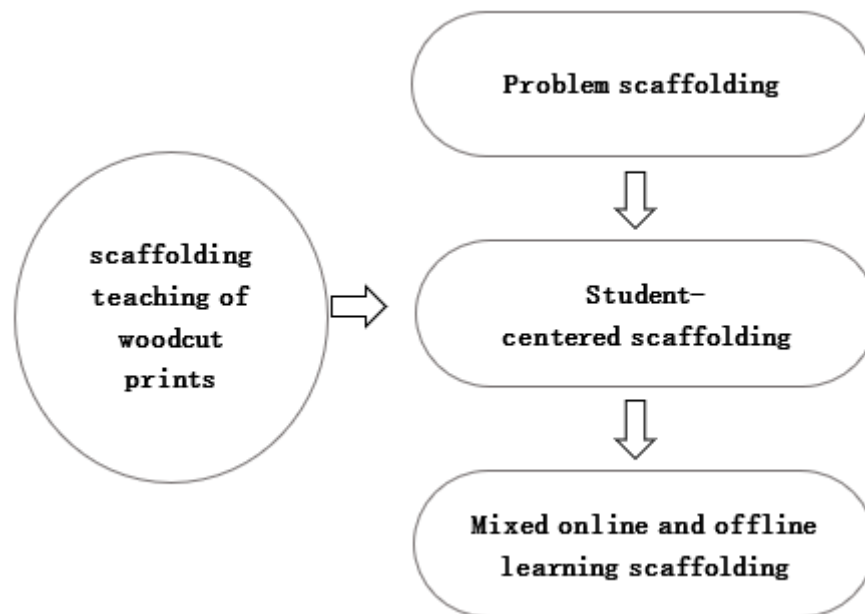 Problem scaffolding
scaffolding
teaching of
woodcut
prints
Student-
centered scaffolding
Mixed online and offline
learning scaffolding